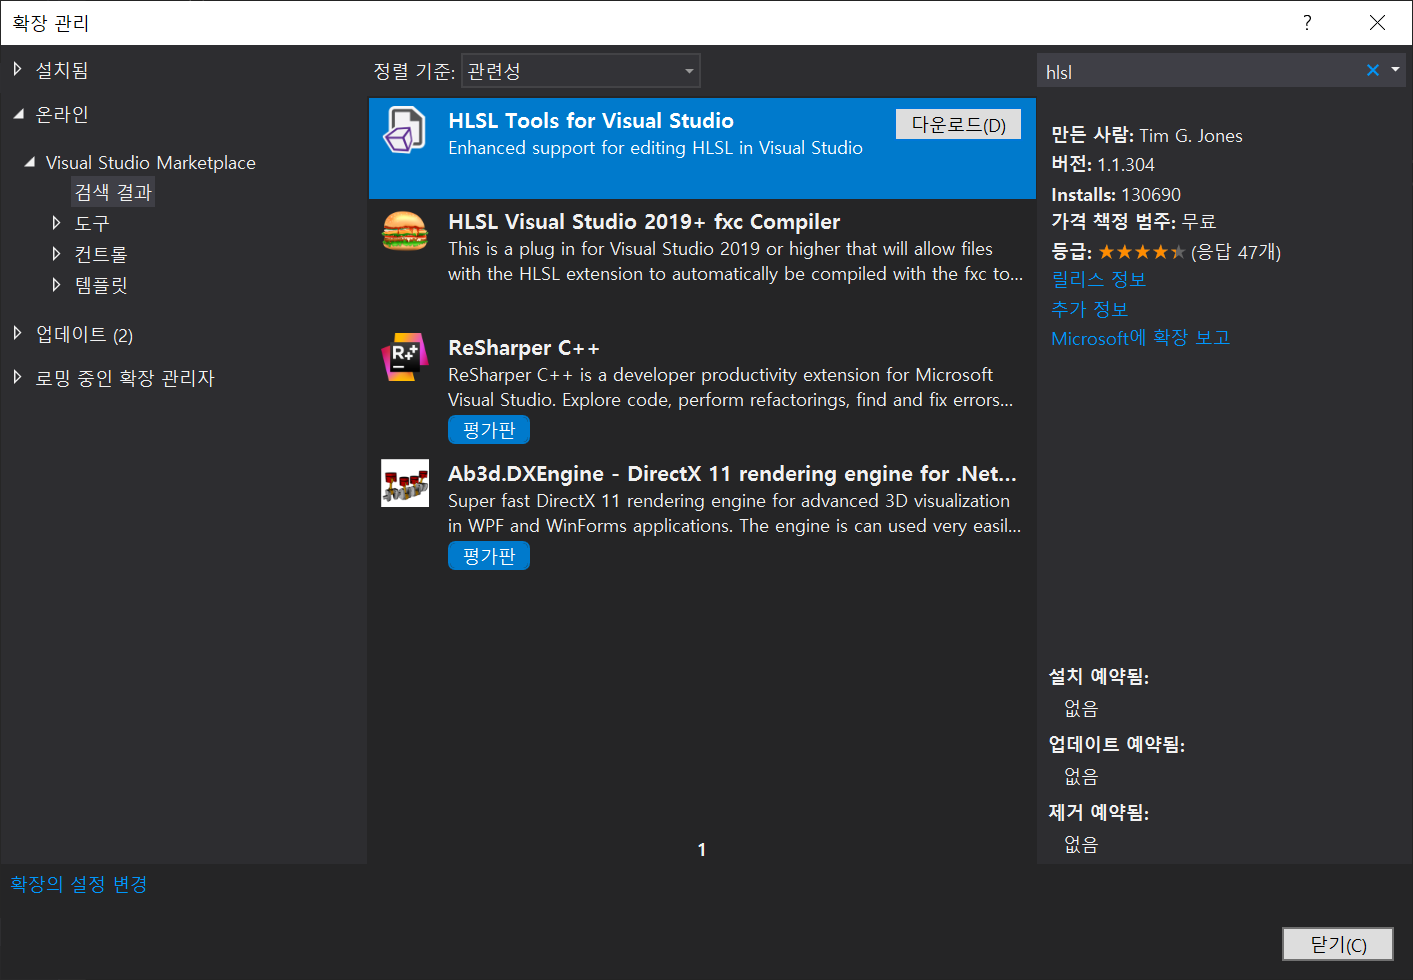 확장 관리
?
설치됨
온라인
Visual Studio Marketplace
검색 결과
도구
컨트롤
템플릿
업데이트 (2)
로밍 중인 확장 관리자
확장의 설정 변경
정렬 기준: 관련성
HLSL Tools for Visual Studio
다운로드(D)
Enhanced support for editing HLSL in Visual Studio
HLSL Visual Studio 2019+ fxc Compiler
This is a plug in for Visual Studio 2019 or higher that will allow files
with the HLSL extension to automatically be compiled with the fxc to...
R++
ReSharper C++
ReSharper C++ is a developer productivity extension for Microsoft
Visual Studio. Explore code, perform refactorings, find and fix errors...
평가판
Ab3d.DXEngine - DirectX 11 rendering engine for .Net...
Super fast DirectX 11 rendering engine for advanced 3D visualization
in WPF and WinForms applications. The engine is can used very easil...
평가판
1
hlsl
만든 사람: Tim G. Jones
버전: 1.1.304
Installs: 130690
가격 책정 범주: 무료
등급: ★★★★★ (응답 47개)
릴리스 정보
추가 정보
Microsoft에 확장 보고
설치 예약됨:
없음
업데이트 예약됨:
없음
제거 예약됨:
없음
닫기(C)